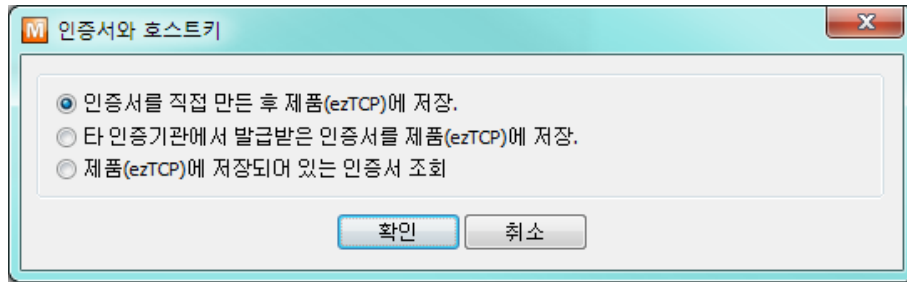 M 인증서와 호스트키
인증서를 직접 만든 후 제품(ezTCP)에 저장.
타 인증기관에서 발급받은 인증서를 제품(ezTCP)에 저장.
제품(ezTCP)에 저장되어 있는 인증서 조회
확인 취소